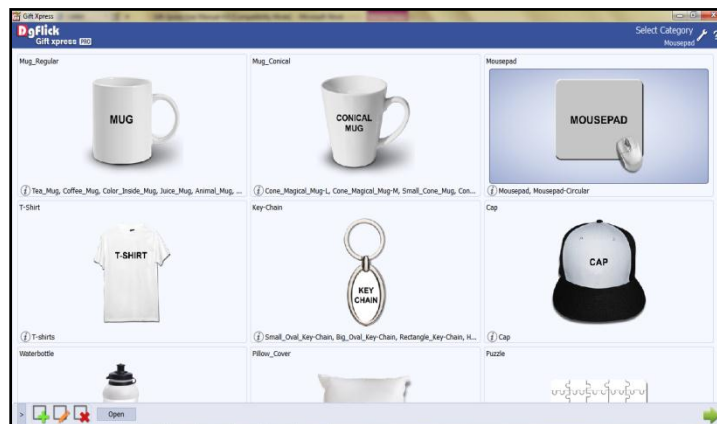 Gift Xpress
DgFlick
Gift xpress PRO
Select Category
Mousepad
?
Mug_Regular
MUG
Tea_Mug, Coffee_Mug, Color_Inside_Mug, Juice_Mug, Animal_Mug, ...
Mug_Conical
CONICAL
MUG
Cone_Magical_Mug-L, Cone_Magical_Mug-M, Small_Cone_Mug, Con...
Mousepad
MOUSEPAD
Mousepad, Mousepad-Circular
T-Shirt
T-SHIRT
T-shirts
Key-Chain
KEY
CHAIN
Small_Oval_Key-Chain, Big_Oval_Key-Chain, Rectangle_Key-Chain, H...
Cap
CAP
Cap
Waterbottle
Pillow_Cover
Puzzle
> Open